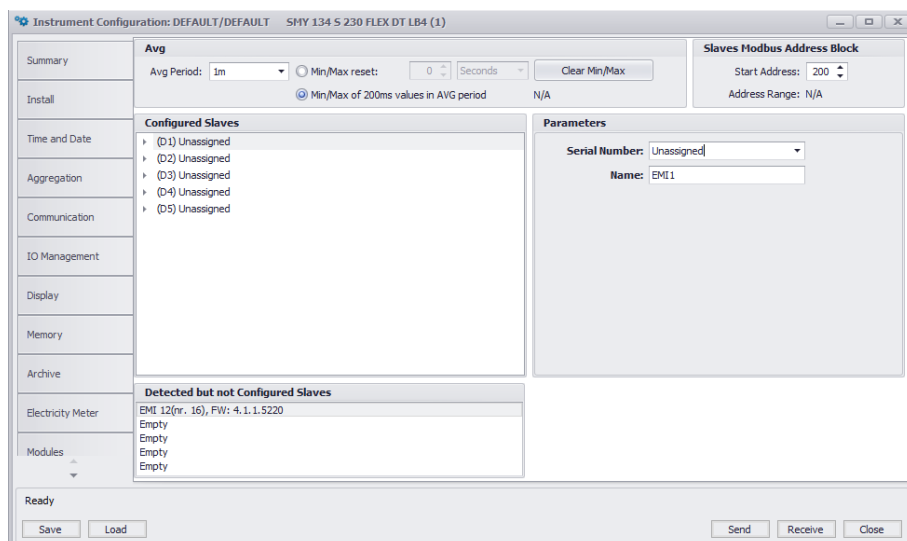 Instrument Configuration: DEFAULT/DEFAULT SMY 134 S 230 FLEX DT LB4 (1)
Summary
Install
Time and Date
Aggregation
Communication
IO Management
Display
Memory
Archive
Electricity Meter
Modules
Avg
Avg Period: 1m Min/Max reset: 0 Seconds Clear Min/Max
Min/Max of 200ms values in AVG period N/A
Slaves Modbus Address Block
Start Address: 200
Address Range: N/A
Configured Slaves
(D1) Unassigned
(D2) Unassigned
(D3) Unassigned
(D4) Unassigned
(D5) Unassigned
Parameters
Serial Number: Unassigned
Name: EMI1
Detected but not Configured Slaves
EMI 12(nr. 16), FW: 4.1.1.5220
Empty
Empty
Empty
Empty
Ready
Save Load Send Receive Close